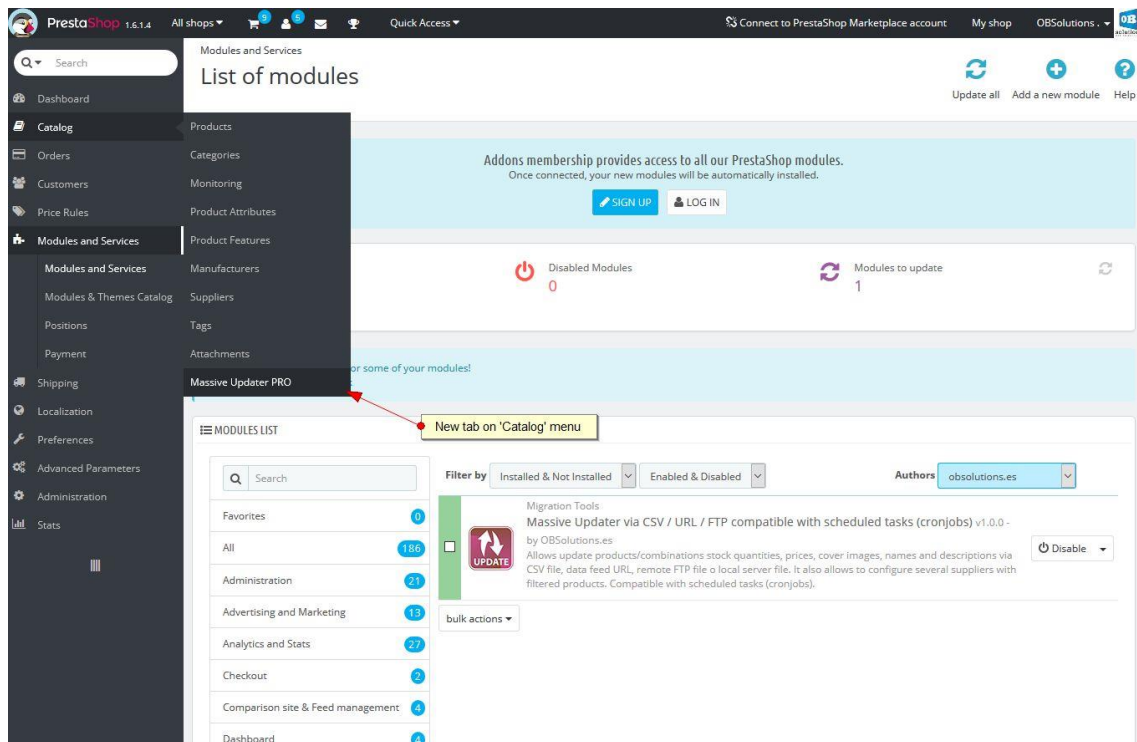 PrestaShop 1.6.1.4
All shops
9
5
Quick Access
Connect to PrestaShop Marketplace account
My shop
OBSolutions .
Search
Dashboard
Catalog
Orders
Customers
Price Rules
Modules and Services
Modules and Services
Modules & Themes Catalog
Positions
Payment
Shipping
Localization
Preferences
Advanced Parameters
Administration
Stats
Products
Categories
Monitoring
Product Attributes
Product Features
Manufacturers
Suppliers
Tags
Attachments
Massive Updater PRO
Modules and Services
List of modules
Update all
Add a new module
Help
Addons membership provides access to all our PrestaShop modules.
Once connected, your new modules will be automatically installed.
SIGN UP
LOG IN
Disabled Modules
0
Modules to update
1
or some of your modules!
New tab on 'Catalog' menu
MODULES LIST
Search
Favorites 0
All 186
Administration 21
Advertising and Marketing 13
Analytics and Stats 27
Checkout 2
Comparison site & Feed management 4
Dashboard 4
Filter by
Installed & Not Installed
Enabled & Disabled
Authors
obsolutions.es
UPDATE
Migration Tools
Massive Updater via CSV / URL / FTP compatible with scheduled tasks (cronjobs) v1.0.0 -
by OBSolutions.es
Allows update products/combinations stock quantities, prices, cover images, names and descriptions via
CSV file, data feed URL, remote FTP file o local server file. It also allows to configure several suppliers with
filtered products. Compatible with scheduled tasks (cronjobs).
Disable
bulk actions